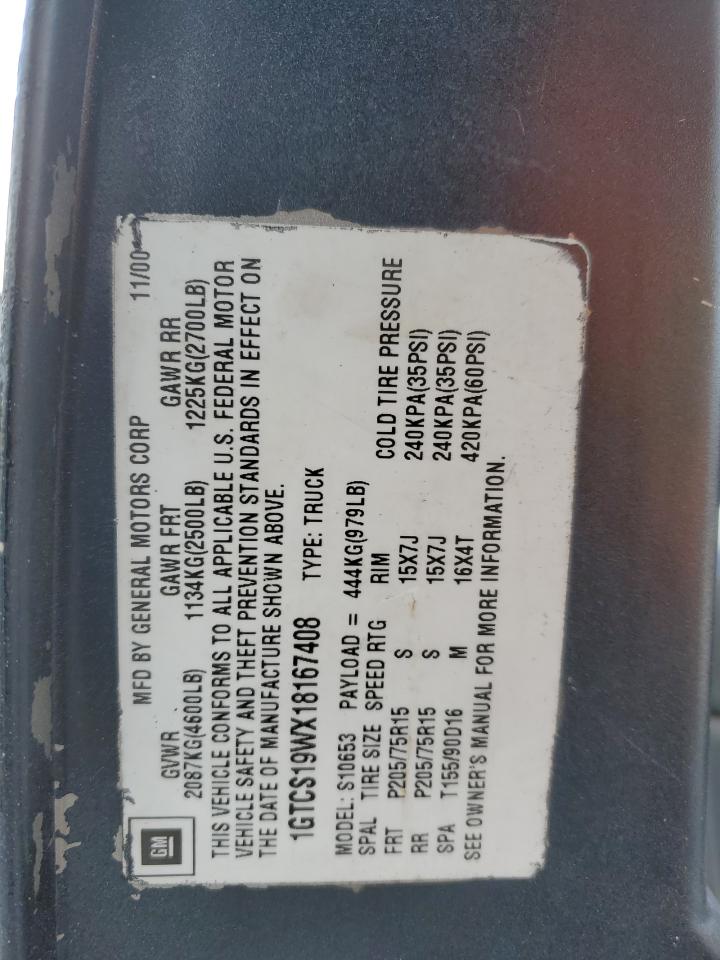 GM
MFD BY GENERAL MOTORS CORP 11/00
GVWR GAWR FRT GAWR RR
2087KG(4600LB) 1134KG(2500LB) 1225KG(2700LB)
THIS VEHICLE CONFORMS TO ALL APPLICABLE U.S. FEDERAL MOTOR
VEHICLE SAFETY AND THEFT PREVENTION STANDARDS IN EFFECT ON
THE DATE OF MANUFACTURE SHOWN ABOVE.
1GTCS19WX18167408 TYPE: TRUCK
MODEL: S10653 PAYLOAD = 444KG(979LB)
SPAL TIRE SIZE SPEED RTG RIM COLD TIRE PRESSURE
FRT P205/75R15 S 15X7J 240KPA(35PSI)
RR P205/75R15 S 15X7J 240KPA(35PSI)
SPA T155/90D16 M 16X4T 420KPA(60PSI)
SEE OWNER'S MANUAL FOR MORE INFORMATION.